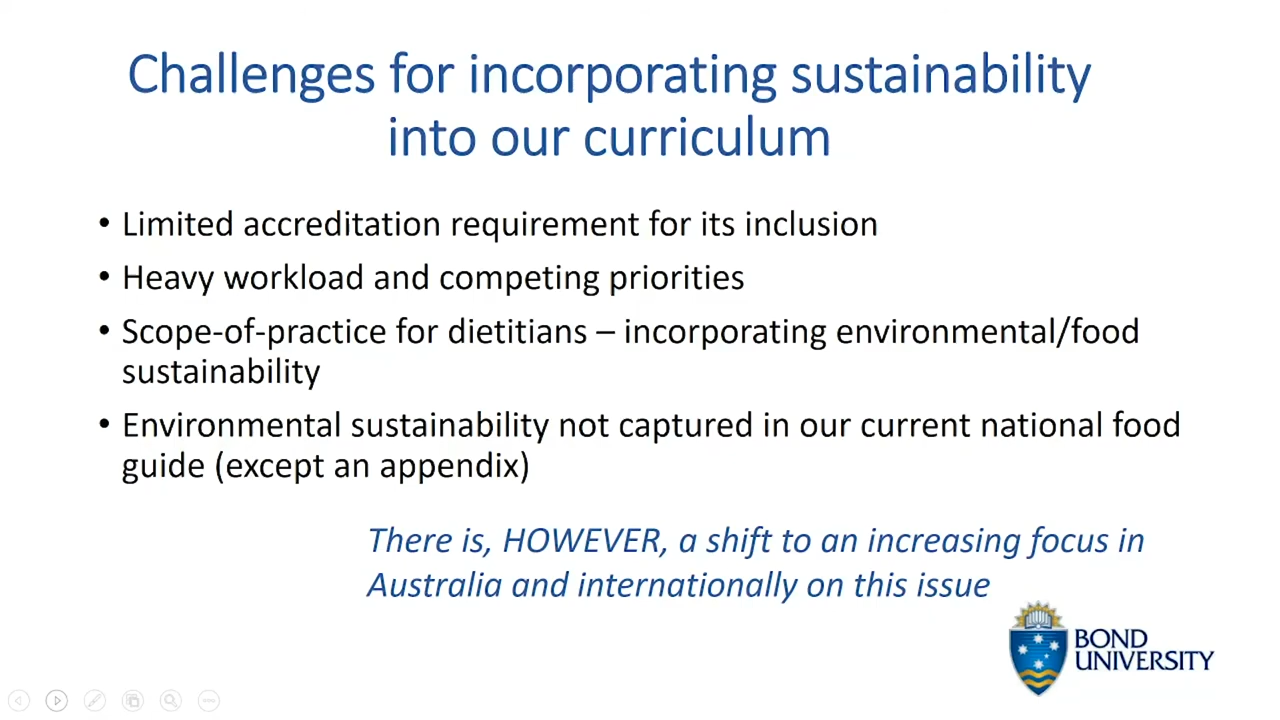 Challenges for incorporating sustainability
into our curriculum
• Limited accreditation requirement for its inclusion
• Heavy workload and competing priorities
• Scope-of-practice for dietitians – incorporating environmental/food
sustainability
• Environmental sustainability not captured in our current national food
guide (except an appendix)
There is, HOWEVER, a shift to an increasing focus in
Australia and internationally on this issue
BOND
UNIVERSITY